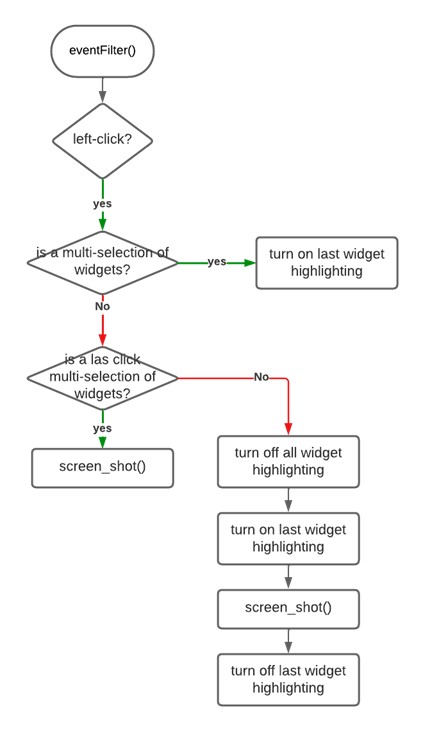 eventFilter()
left-click?
yes
is a multi-selection of
widgets?
yes
turn on last widget
highlighting
No
is a las click
multi-selection of
widgets?
No
yes
screen_shot()
turn off all widget
highlighting
turn on last widget
highlighting
screen_shot()
turn off last widget
highlighting